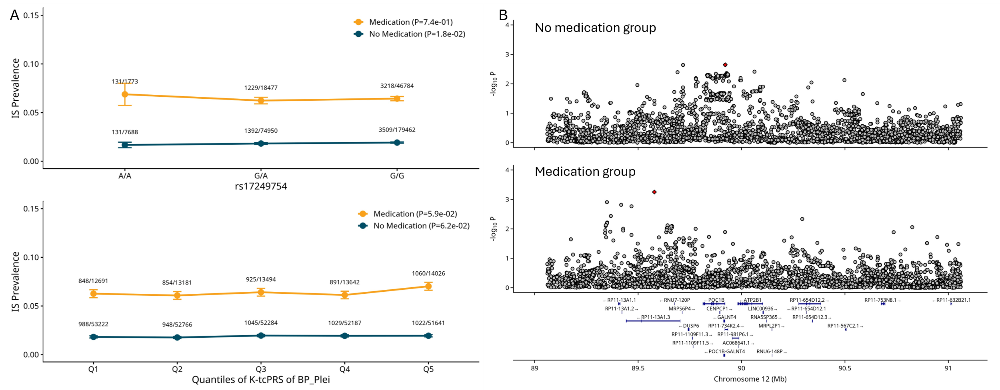 A
0.15
0.10
0.05
0.00
IS Prevalence
Medication (P=7.4e-01)
No Medication (P=1.8e-02)
131/1773
1229/18477
3218/46784
131/7688
1392/74950
3509/179462
A/A
G/A
G/G
rs17249754
0.15
0.10
0.05
0.00
IS Prevalence
Medication (P=5.9e-02)
No Medication (P=6.2e-02)
848/12691
854/13181
925/13494
891/13642
1060/14026
988/53222
948/52766
1045/52284
1029/52187
1022/51641
Q1
Q2
Q3
Q4
Q5
Quantiles of K-tcPRS of BP_Plei
B
No medication group
4
3
2
1
0
-log10 P
Medication group
4
3
2
1
0
-log10 P
←RP11-13A1.1
←RNU7-120P
←POC1B
←ATP2B1
RP11-654D12.2→
RP11-753N8.1→
←RP11-632B21.1
RP11-13A1.2→
MRPS6P4→
CENPCP1→
LINC00936→
←RP11-654D12.1
←RP11-13A1.3
←GALNT4
RNA5SP365→
RP11-654D12.3→
←DUSP6
RP11-734K2.4→
MRPL2P1→
RP11-567C2.1→
RP11-1109F11.3→
RP11-981P6.1→
RP11-1109F11.5→
AC068641.1→
←POC1B-GALNT4
RNU6-148P→
89
89.5
90
90.5
91
Chromosome 12 (Mb)